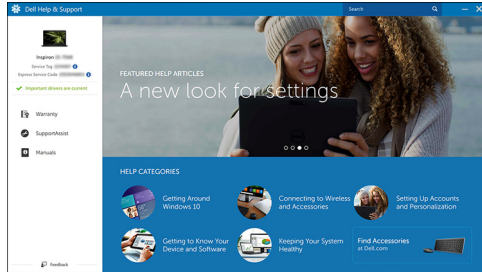 Dell Help & Support
Search
Inspiron
Service Tag
Express Service Code
Important drivers are current
Warranty
SupportAssist
Manuals
Feedback
FEATURED HELP ARTICLES
A new look for settings
HELP CATEGORIES
Getting Around
Windows 10
Connecting to Wireless
and Accessories
Setting Up Accounts
and Personalization
Getting to Know Your
Device and Software
Keeping Your System
Healthy
Find Accessories
at Dell.com